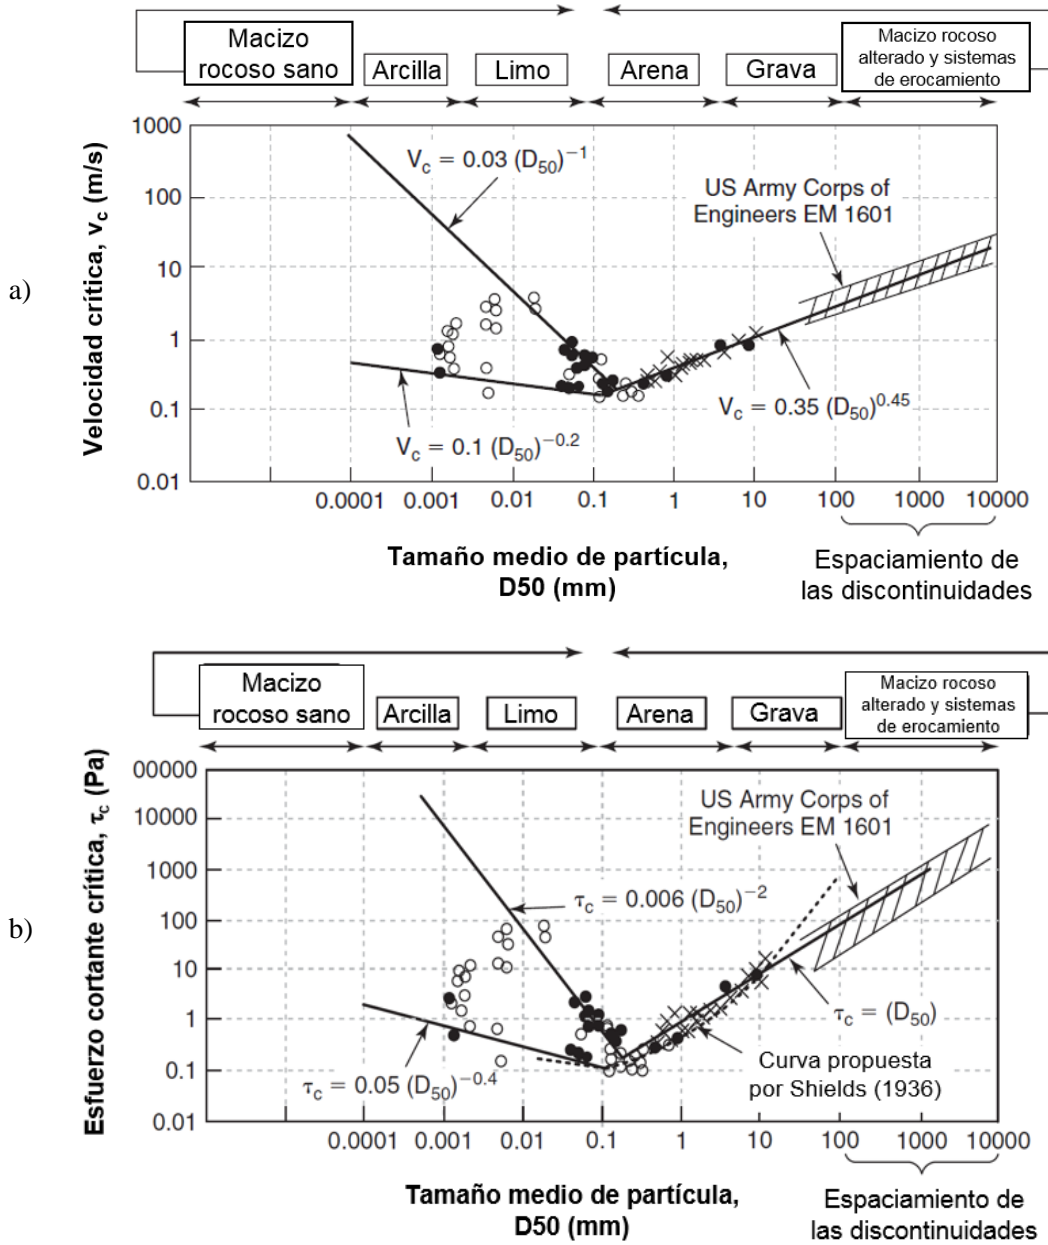 Macizo
rocoso sano
Arcilla
Limo
Arena
Grava
Macizo rocoso
alterado y sistemas
de erocamiento
a)
Velocidad crítica, vc (m/s)
1000
100
10
1
0.1
0.01
Vc = 0.03 (D50)−1
US Army Corps of
Engineers EM 1601
Vc = 0.1 (D50)−0.2
Vc = 0.35 (D50)0.45
0.0001 0.001 0.01 0.1 1 10 100 1000 10000
Tamaño medio de partícula,
D50 (mm)
Espaciamiento de
las discontinuidades
Macizo
rocoso sano
Arcilla
Limo
Arena
Grava
Macizo rocoso
alterado y sistemas
de erocamiento
b)
Esfuerzo cortante crítica, τc (Pa)
00000
10000
1000
100
10
1
0.1
0.01
US Army Corps of
Engineers EM 1601
τc = 0.006 (D50)−2
τc = (D50)
Curva propuesta
por Shields (1936)
τc = 0.05 (D50)−0.4
0.0001 0.001 0.01 0.1 1 10 100 1000 10000
Tamaño medio de partícula,
D50 (mm)
Espaciamiento de
las discontinuidades